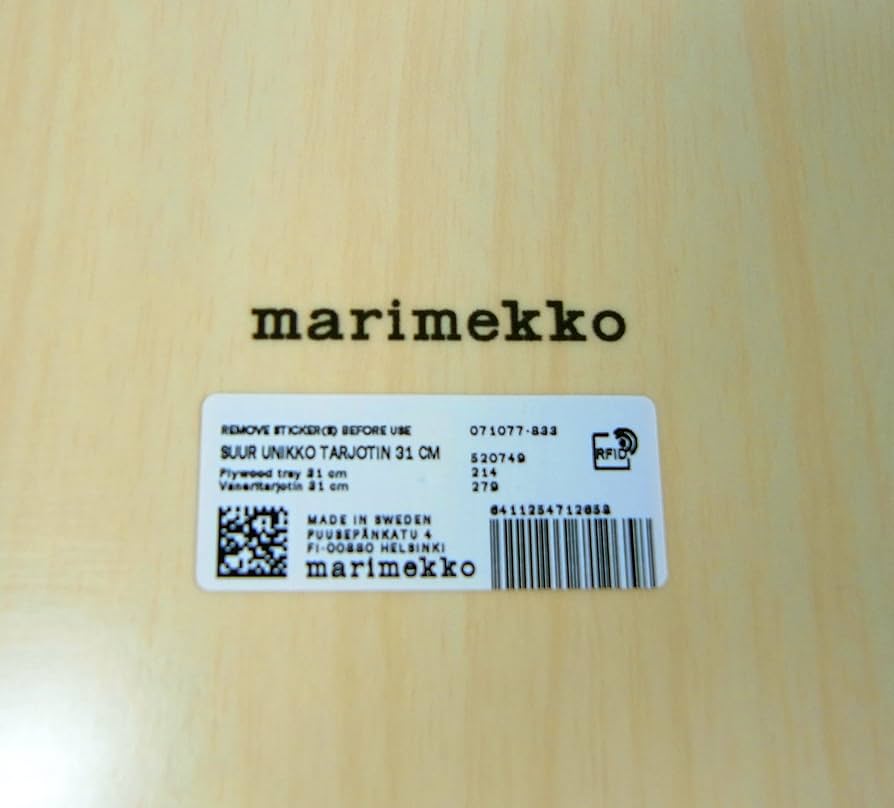 marimekko
REMOVE STICKER(S) BEFORE USE
SUUR UNIKKO TARJOTIN 31 CM
Plywood tray 31 cm
Vaneritarjotin 31 cm
071077-833
520749
214
279
RFID
6411254712658
MADE IN SWEDEN
PUUSEPÄNKATU 4
FI-00880 HELSINKI
marimekko